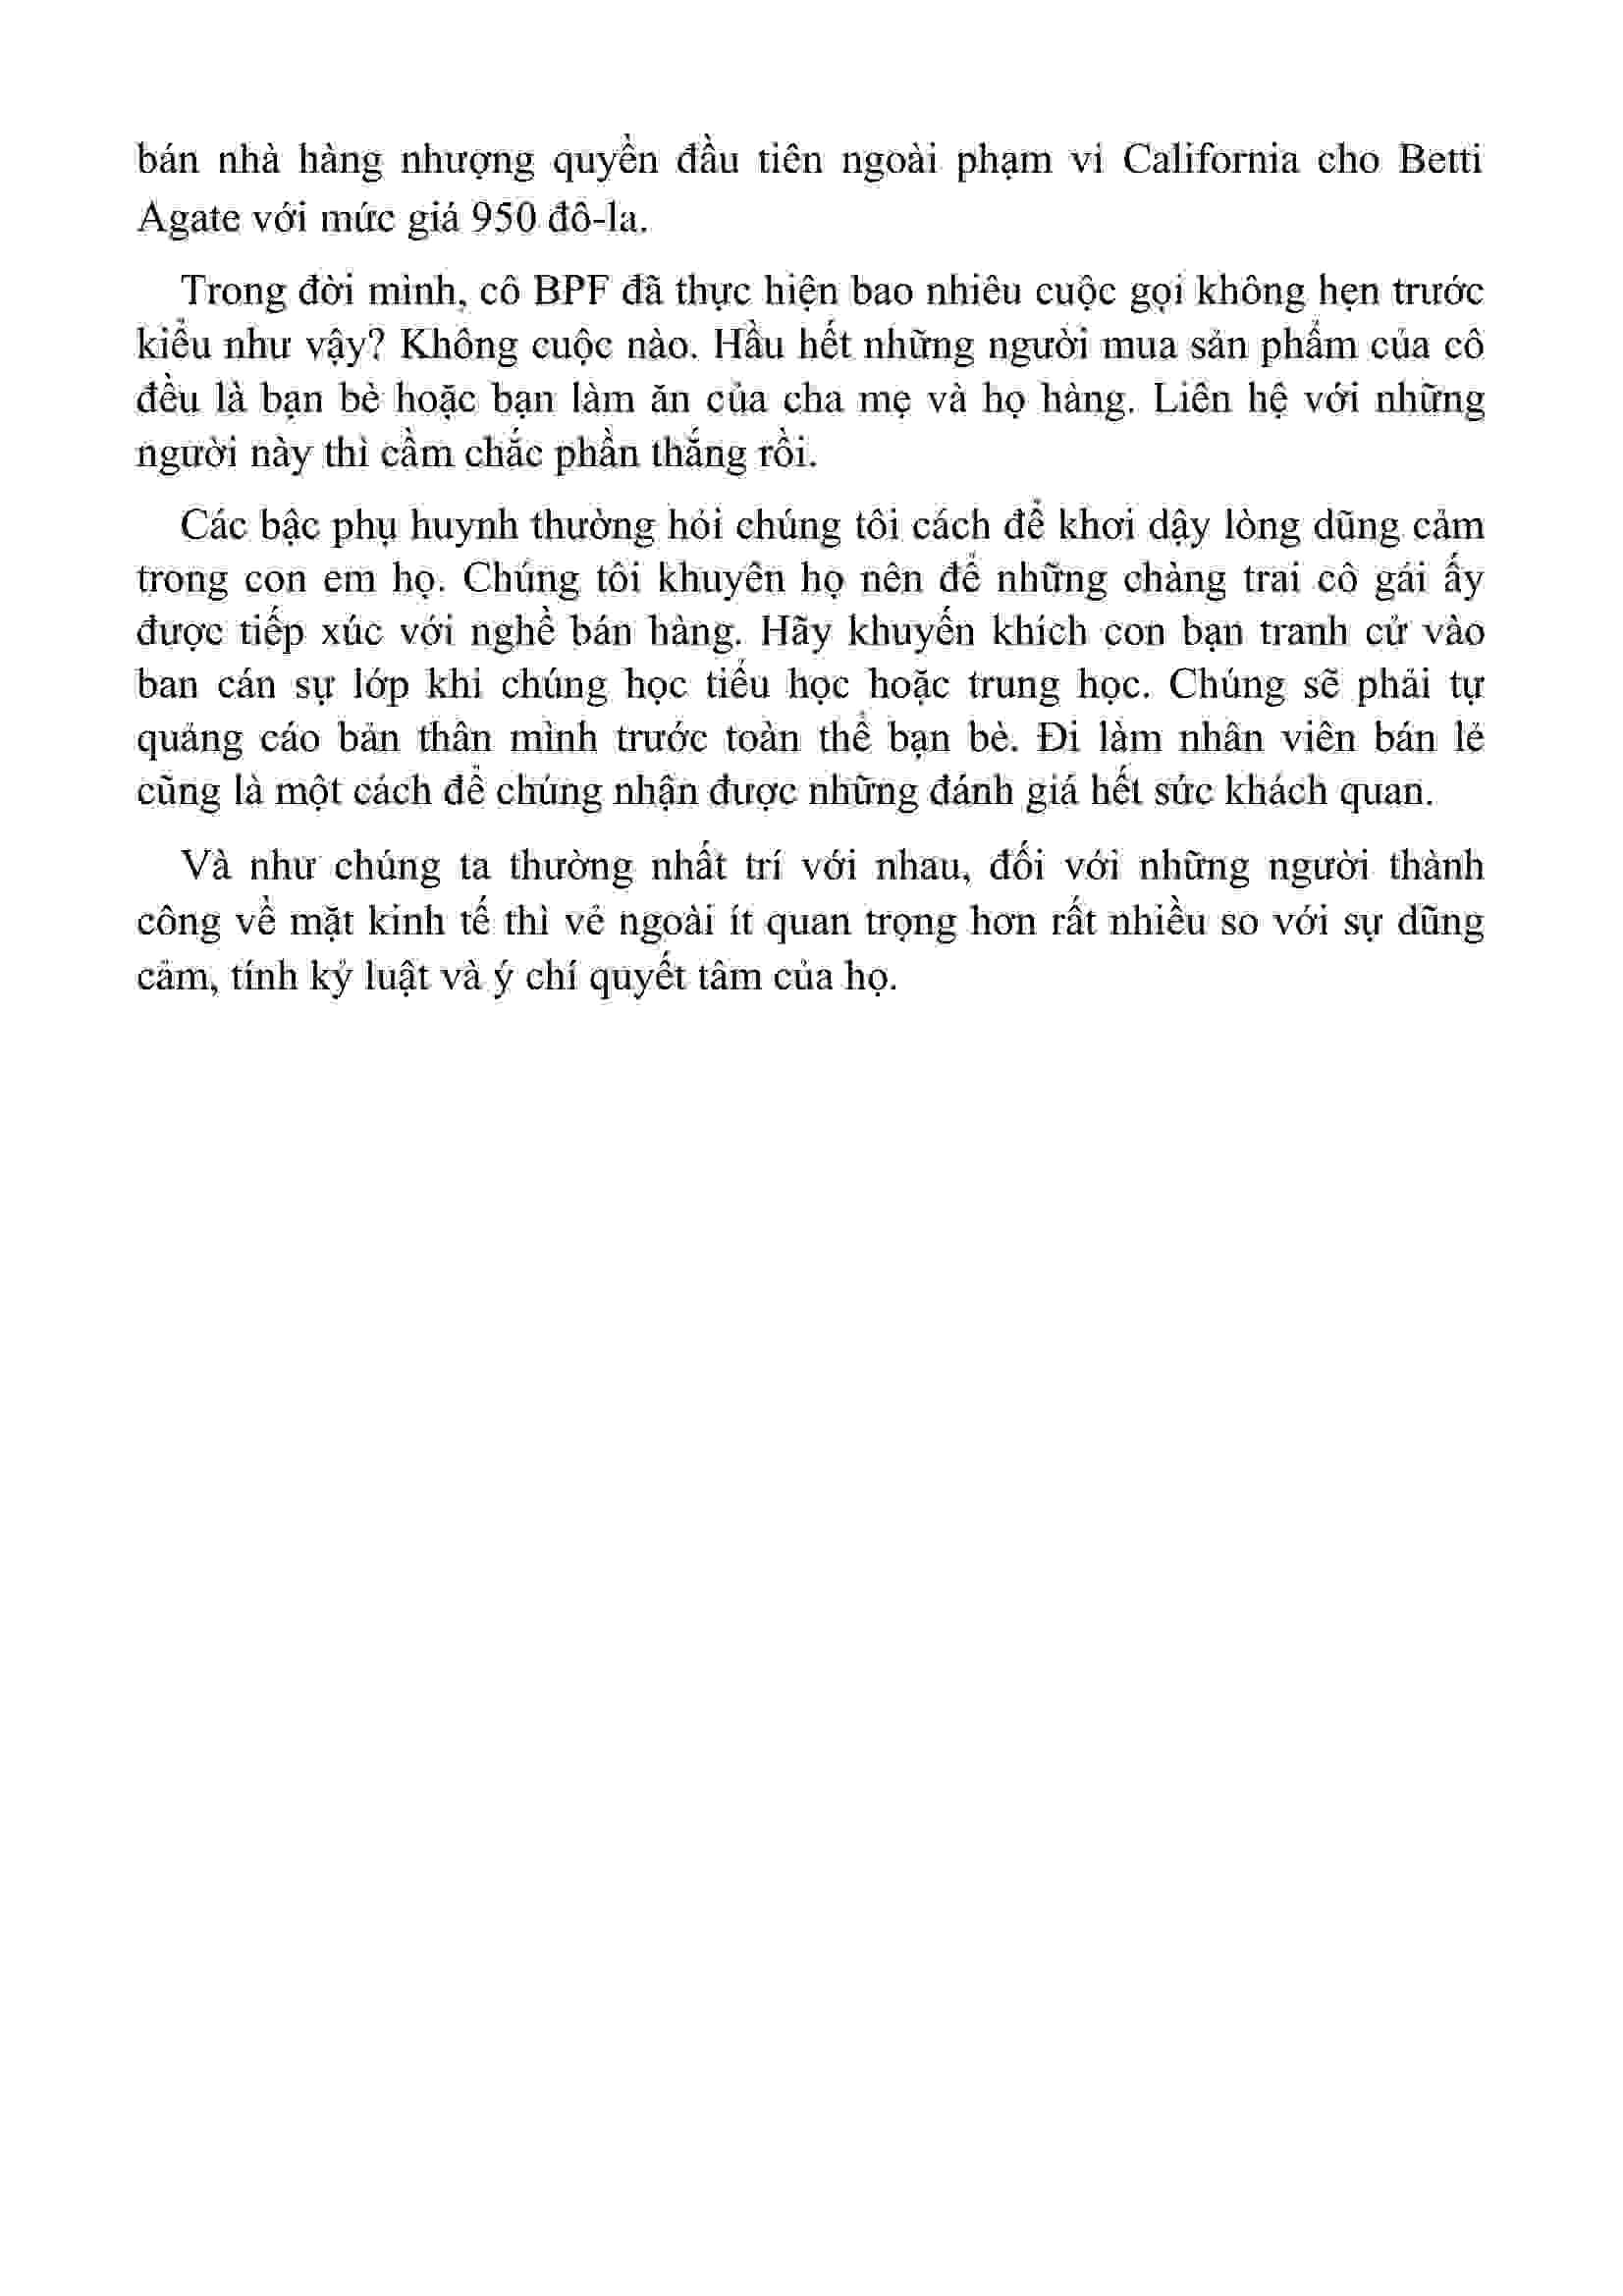 bán nhà hàng nhượng quyền đầu tiên ngoài phạm vi California cho Betti
Agate với mức giá 950 đô-la.
Trong đời mình, cô BPF đã thực hiện bao nhiêu cuộc gọi không hẹn trước
kiểu như vậy? Không cuộc nào. Hầu hết những người mua sản phẩm của cô
đều là bạn bè hoặc bạn làm ăn của cha mẹ và họ hàng. Liên hệ với những
người này thì cầm chắc phần thắng rồi.
Các bậc phụ huynh thường hỏi chúng tôi cách để khơi dậy lòng dũng cảm
trong con em họ. Chúng tôi khuyên họ nên để những chàng trai cô gái ấy
được tiếp xúc với nghề bán hàng. Hãy khuyến khích con bạn tranh cử vào
ban cán sự lớp khi chúng học tiểu học hoặc trung học. Chúng sẽ phải tự
quảng cáo bản thân mình trước toàn thể bạn bè. Đi làm nhân viên bán lẻ
cũng là một cách để chúng nhận được những đánh giá hết sức khách quan.
Và như chúng ta thường nhất trí với nhau, đối với những người thành
công về mặt kinh tế thì vẻ ngoài ít quan trọng hơn rất nhiều so với sự dũng
cảm, tính kỷ luật và ý chí quyết tâm của họ.